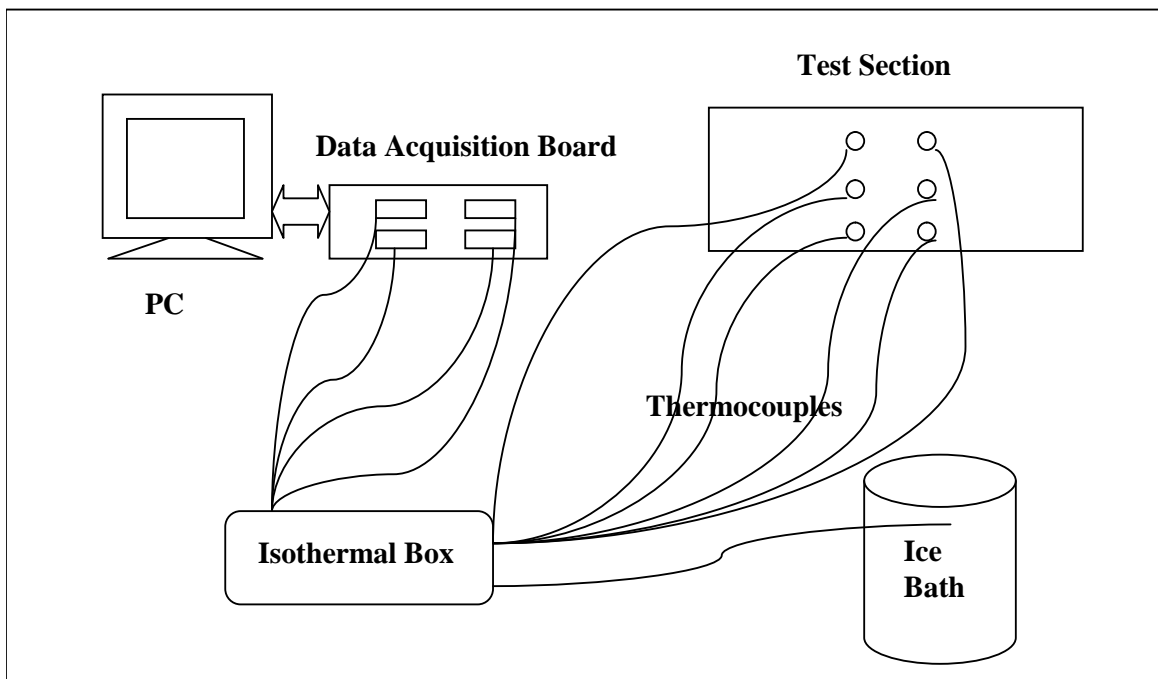 Test Section
Data Acquisition Board
PC
Thermocouples
Isothermal Box
Ice
Bath